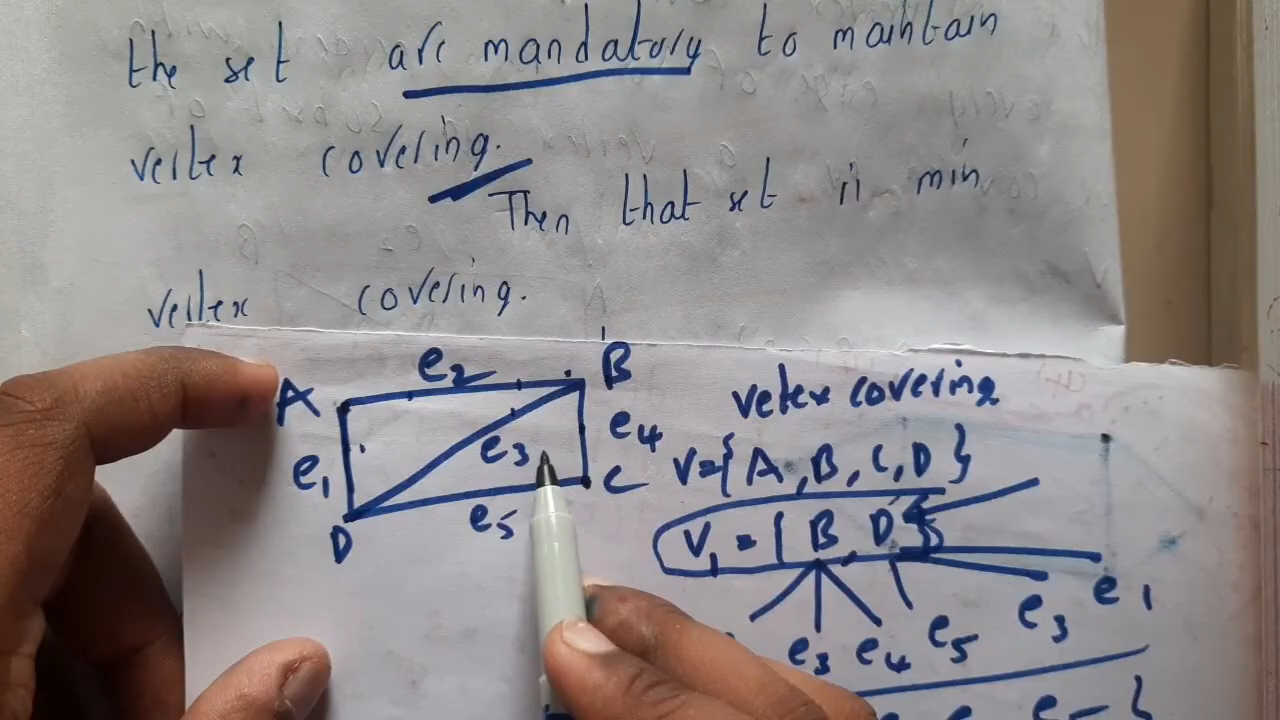 the set are mandatory to maintain
vertex covering.
Then that set is min
vertex covering.
A e2 B
e1 e3 e4
D e5 C
vetex covering
V={A,B,C,D}
V1={B,D}
e3 e4 e5 e3 e1